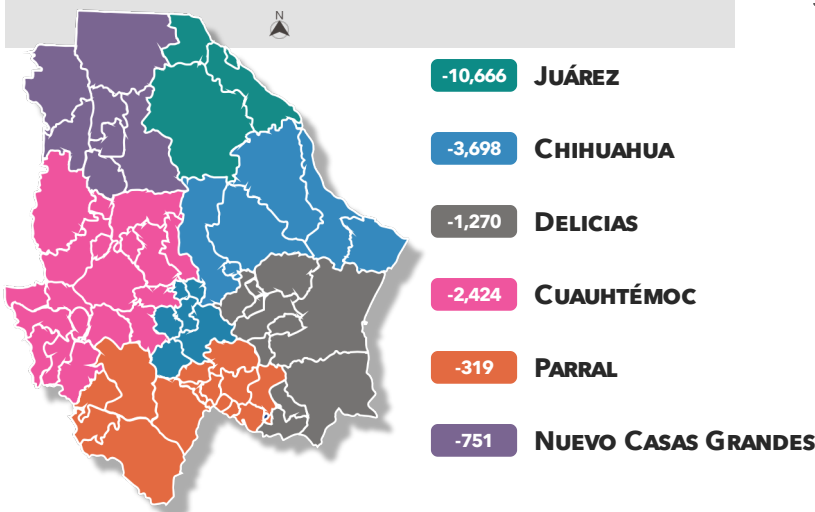 N
-10,666 JUÁREZ
-3,698 CHIHUAHUA
-1,270 DELICIAS
-2,424 CUAUHTÉMOC
-319 PARRAL
-751 NUEVO CASAS GRANDES